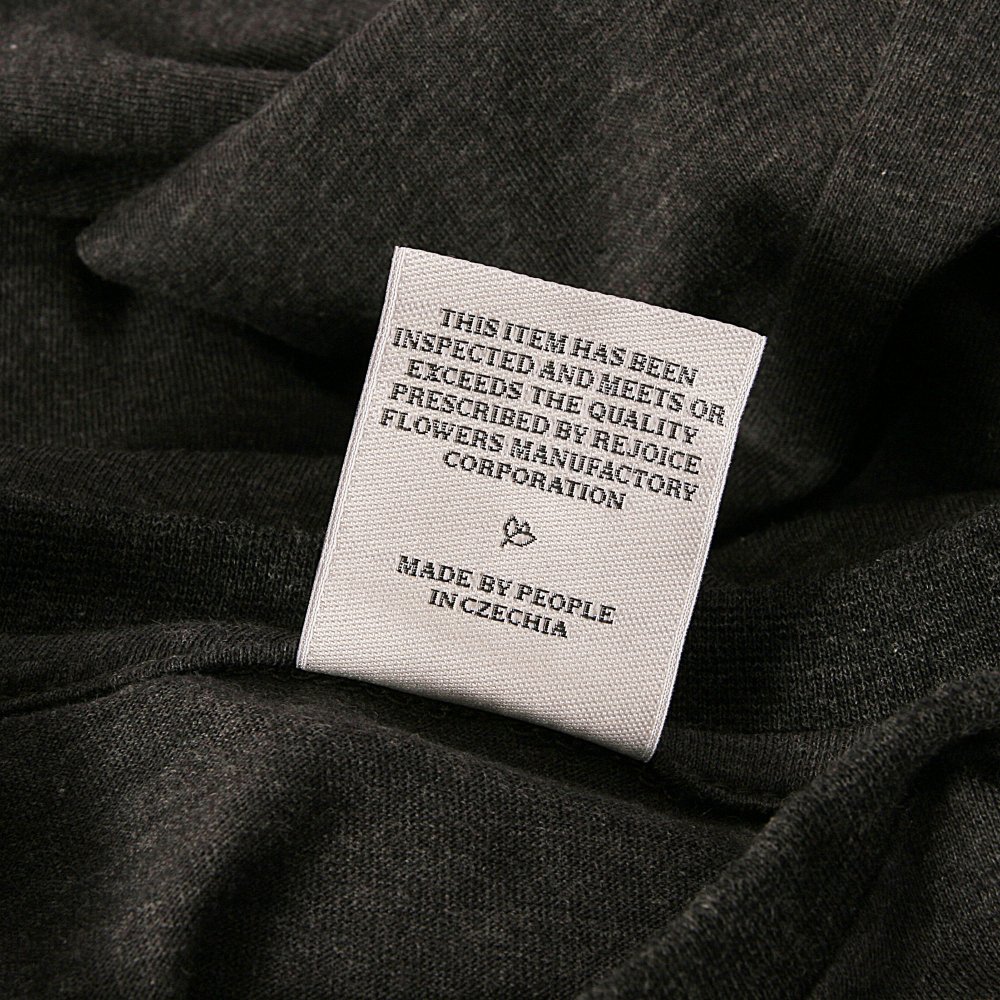 THIS ITEM HAS BEEN
INSPECTED AND MEETS OR
EXCEEDS THE QUALITY
PRESCRIBED BY REJOICE
FLOWERS MANUFACTORY
CORPORATION
MADE BY PEOPLE
IN CZECHIA